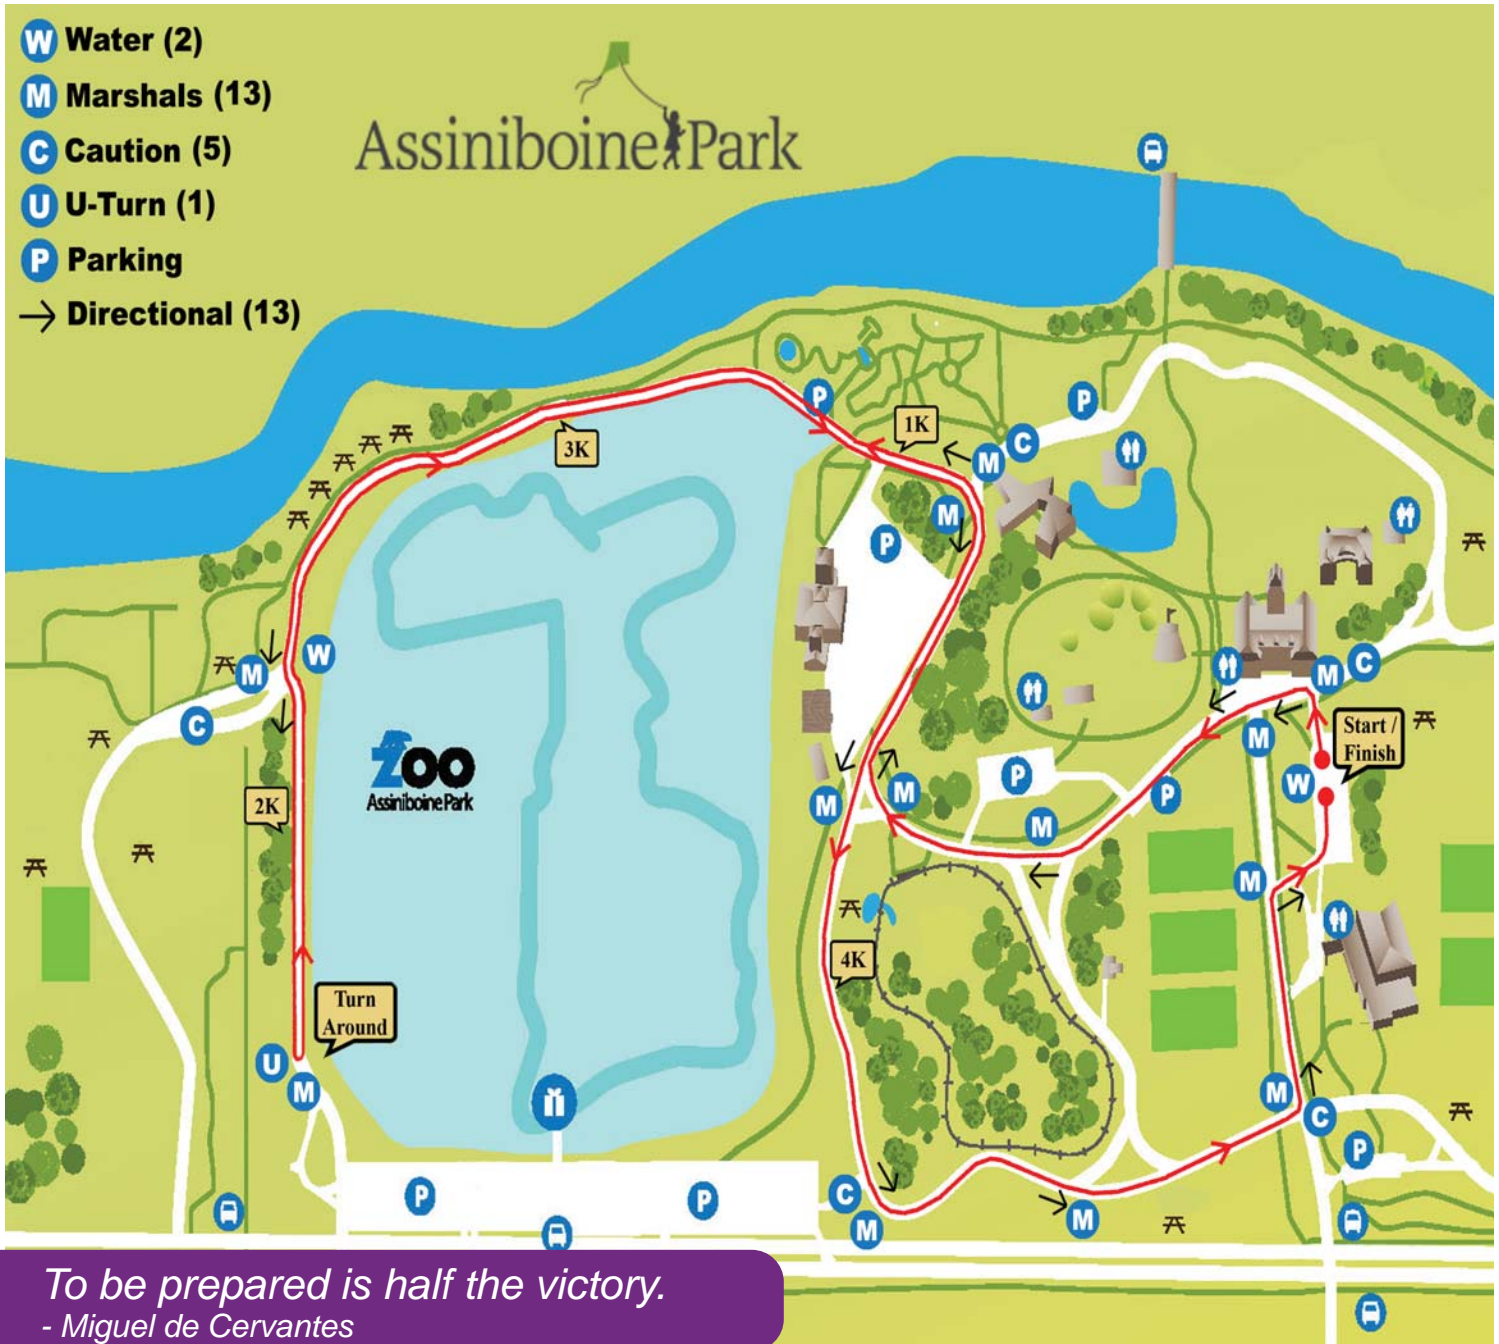 W Water (2)
M Marshals (13)
C Caution (5)
U U-Turn (1)
P Parking
→ Directional (13)
Assiniboine Park
P
P
1K
M
C
3K
M
P
M
W
M
C
C
M
Start /
Finish
M
W
2K
ZOO
Assiniboine Park
P
P
M
M
M
M
4K
Turn
Around
U
M
M
C
P
P
P
C
M
M
To be prepared is half the victory.
- Miguel de Cervantes